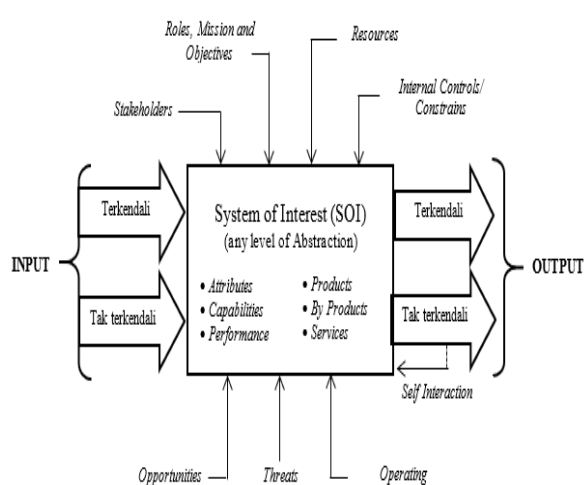 Roles, Mission and
Objectives
Resources
Internal Controls/
Constrains
Stakeholders
INPUT
Terkendali
Tak terkendali
System of Interest (SOI)
(any level of Abstraction)
• Attributes
• Capabilities
• Performance
• Products
• By Products
• Services
Terkendali
Tak terkendali
OUTPUT
Self Interaction
Opportunities
Threats
Operating